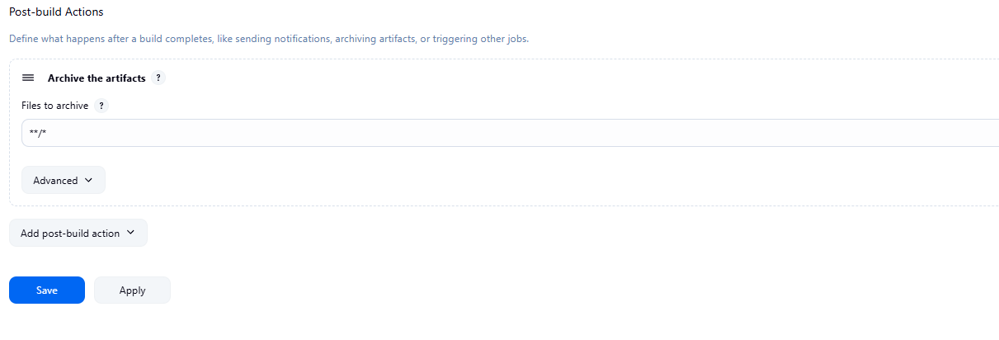 Post-build Actions
Define what happens after a build completes, like sending notifications, archiving artifacts, or triggering other jobs.
Archive the artifacts ?
Files to archive ?
**/*
Advanced
Add post-build action
Save Apply